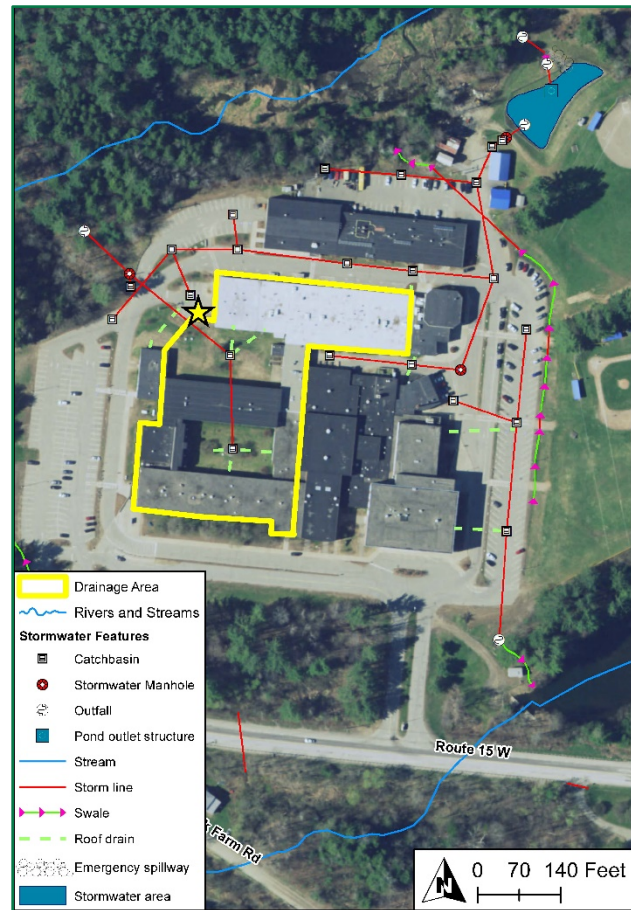 Route 15 W
k Farm Rd
Drainage Area
Rivers and Streams
Stormwater Features
Catchbasin
Stormwater Manhole
Outfall
Pond outlet structure
Stream
Storm line
Swale
Roof drain
Emergency spillway
Stormwater area
N
0 70 140 Feet